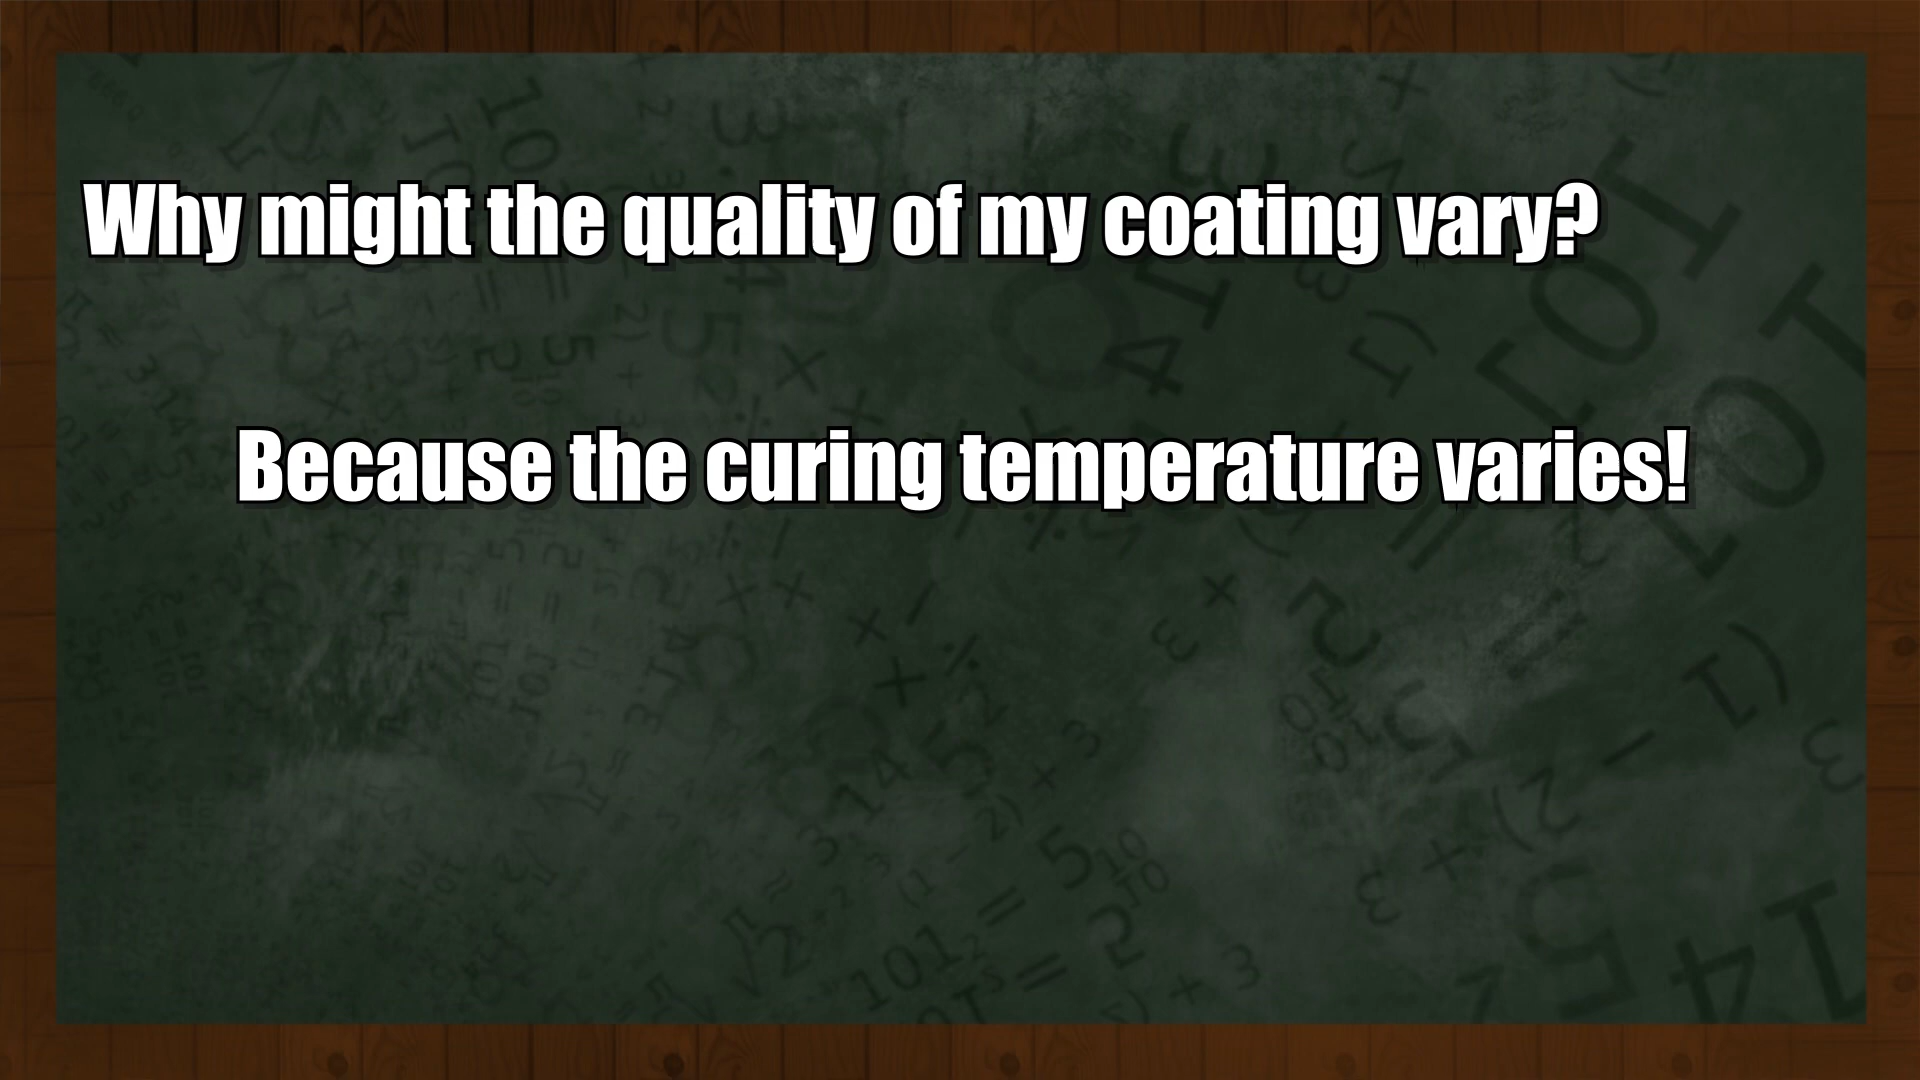 Why might the quality of my coating vary?
Because the curing temperature varies!